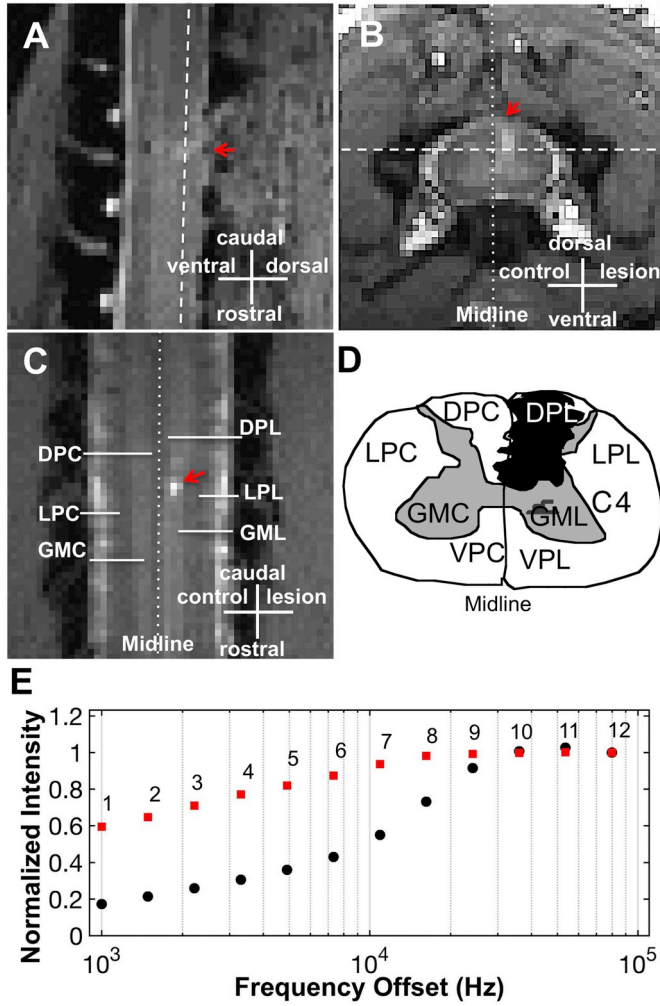 A
caudal
ventral dorsal
rostral
B
dorsal
control lesion
ventral
Midline
C
DPC
DPL
LPC
LPL
GMC
GML
caudal
control lesion
rostral
Midline
D
DPC DPL
LPC LPL
GMC GML C4
VPC VPL
Midline
E
Normalized Intensity
1.2
1
0.8
0.6
0.4
0.2
0
1 2 3 4 5 6 7 8 9 10 11 12
10³ 10⁴ 10⁵
Frequency Offset (Hz)